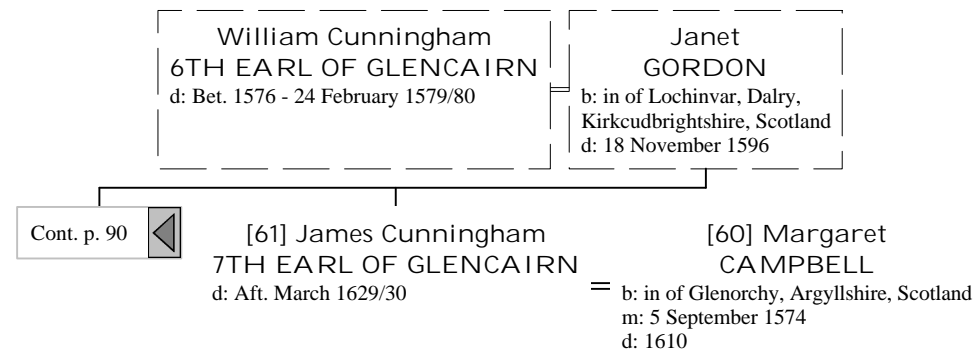 William Cunningham
6TH EARL OF GLENCAIRN
d: Bet. 1576 - 24 February 1579/80
Janet
GORDON
b: in of Lochinvar, Dalry,
Kirkcudbrightshire, Scotland
d: 18 November 1596
Cont. p. 90
[61] James Cunningham
7TH EARL OF GLENCAIRN
d: Aft. March 1629/30
=
[60] Margaret
CAMPBELL
b: in of Glenorchy, Argyllshire, Scotland
m: 5 September 1574
d: 1610